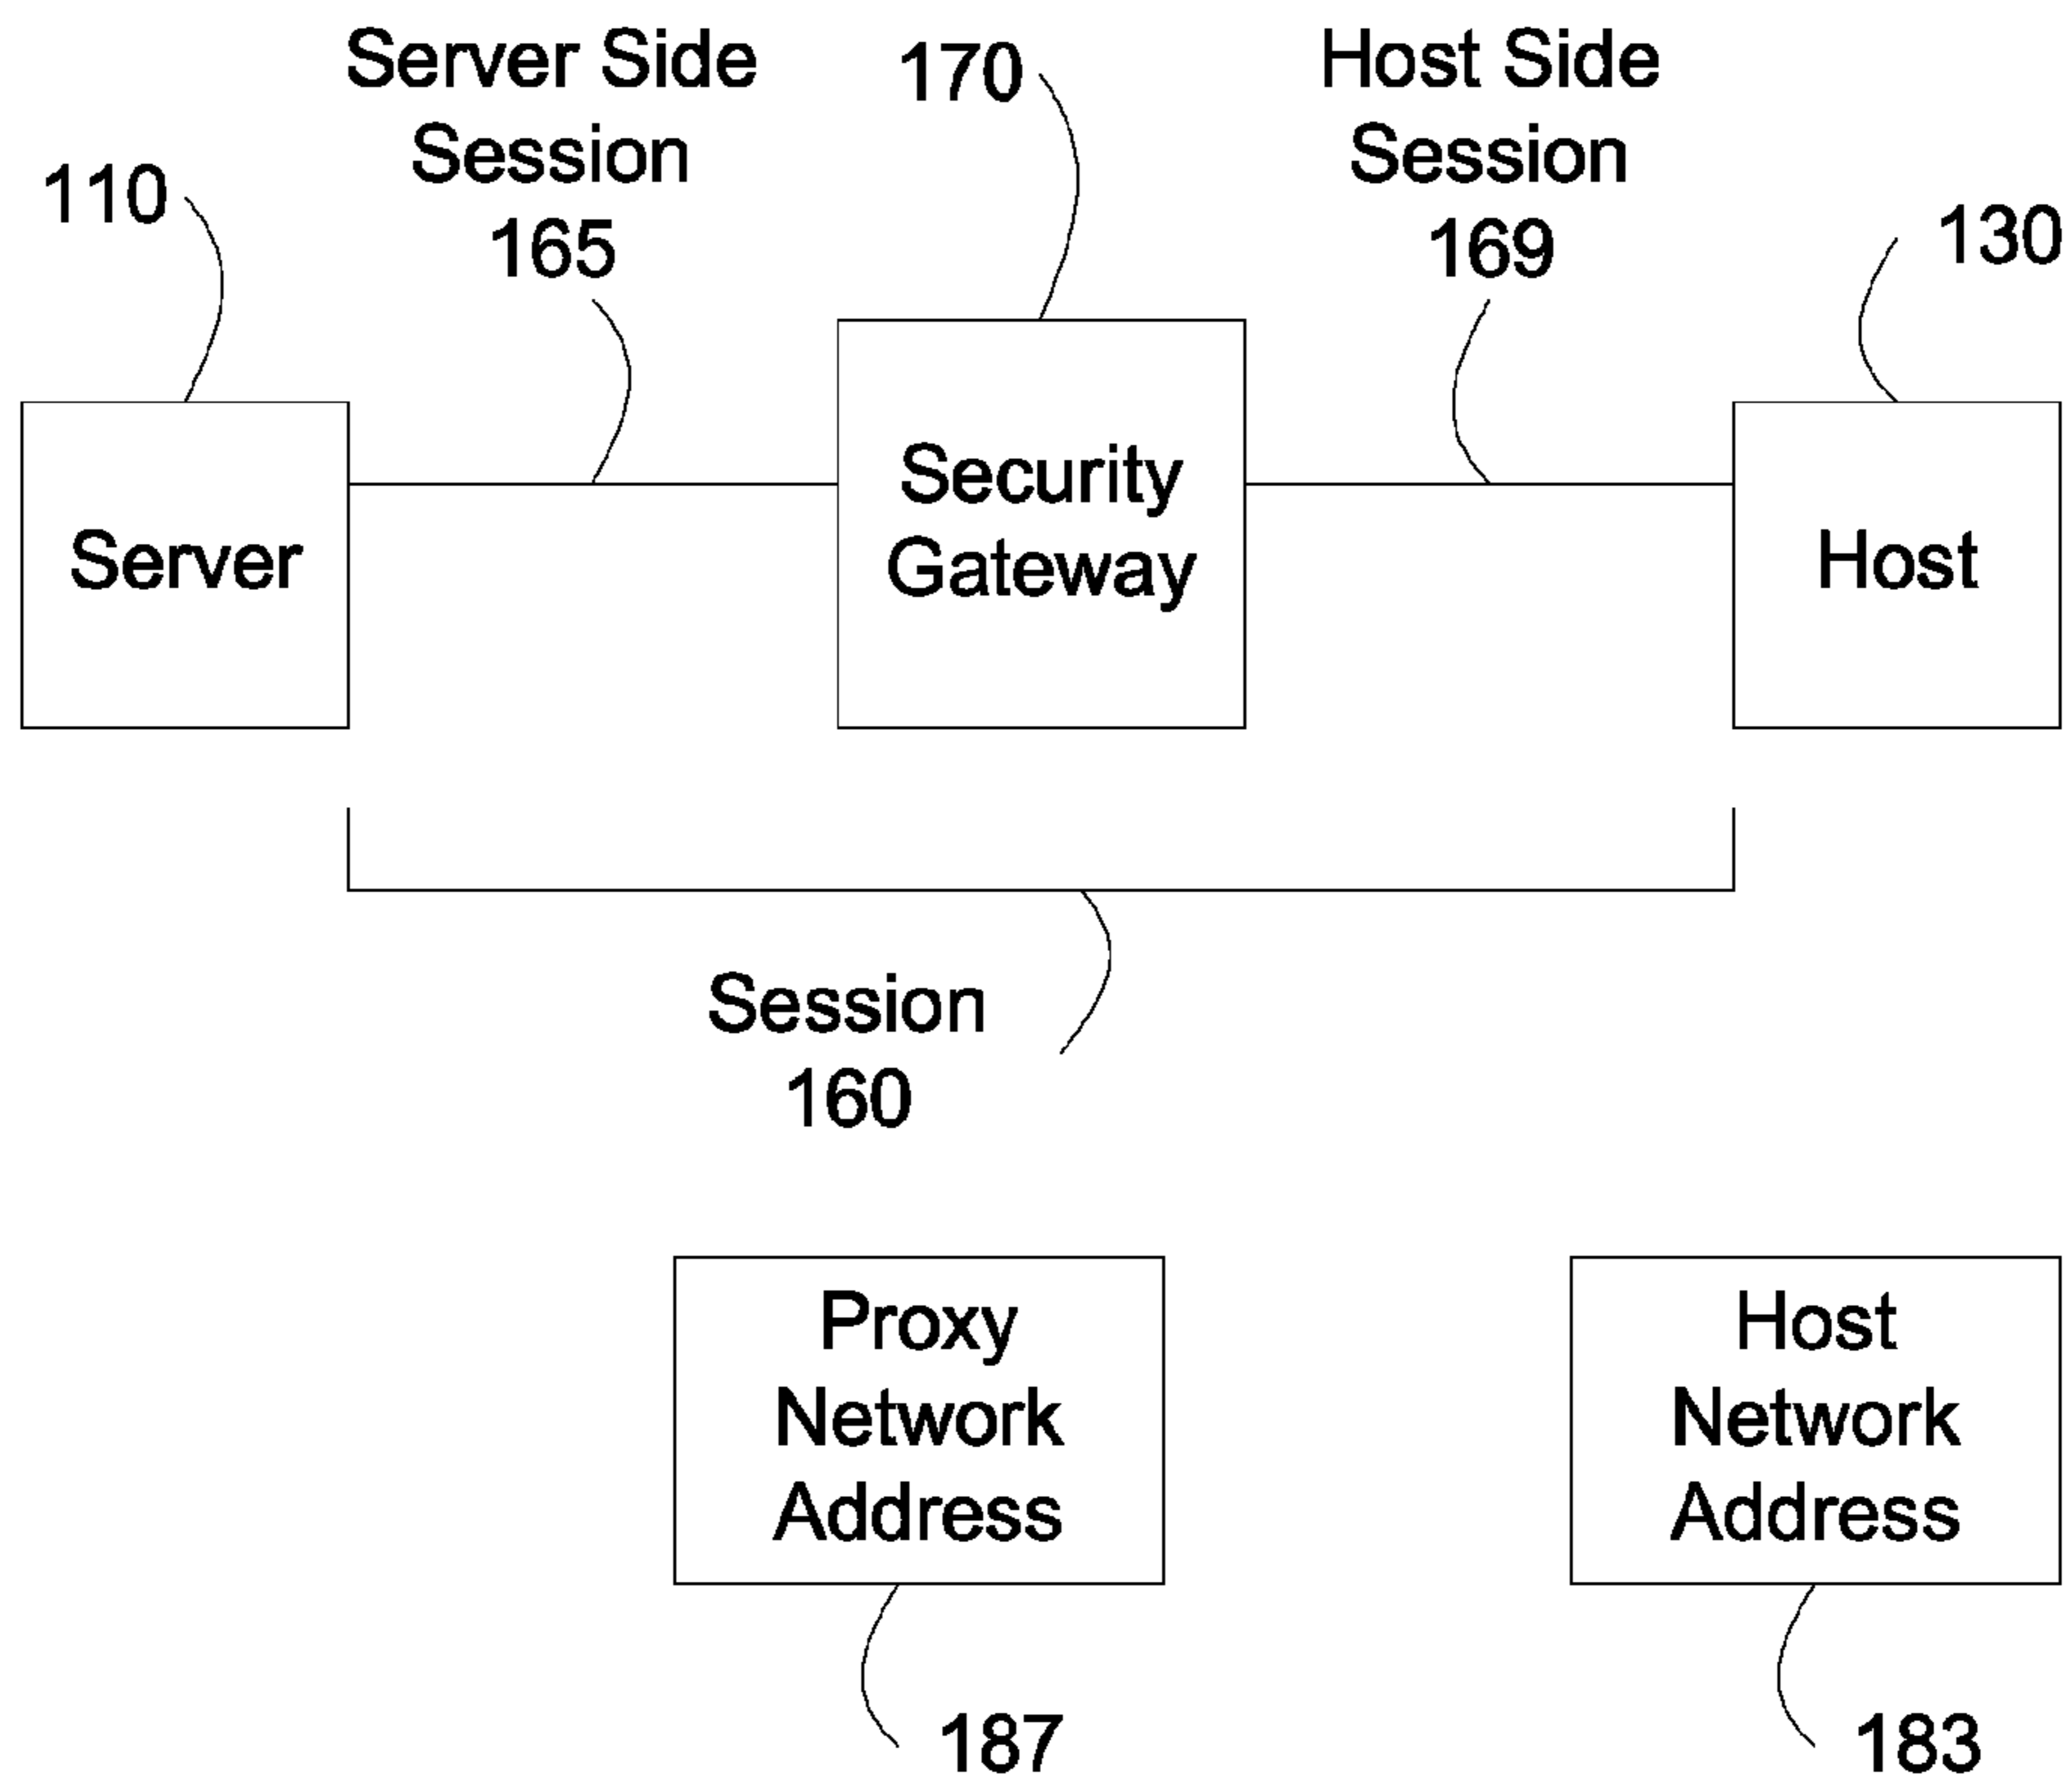 Server Side
Session
165
170
Host Side
Session
169
110
130
Server
Security
Gateway
Host
Session
160
Proxy
Network
Address
Host
Network
Address
187
183